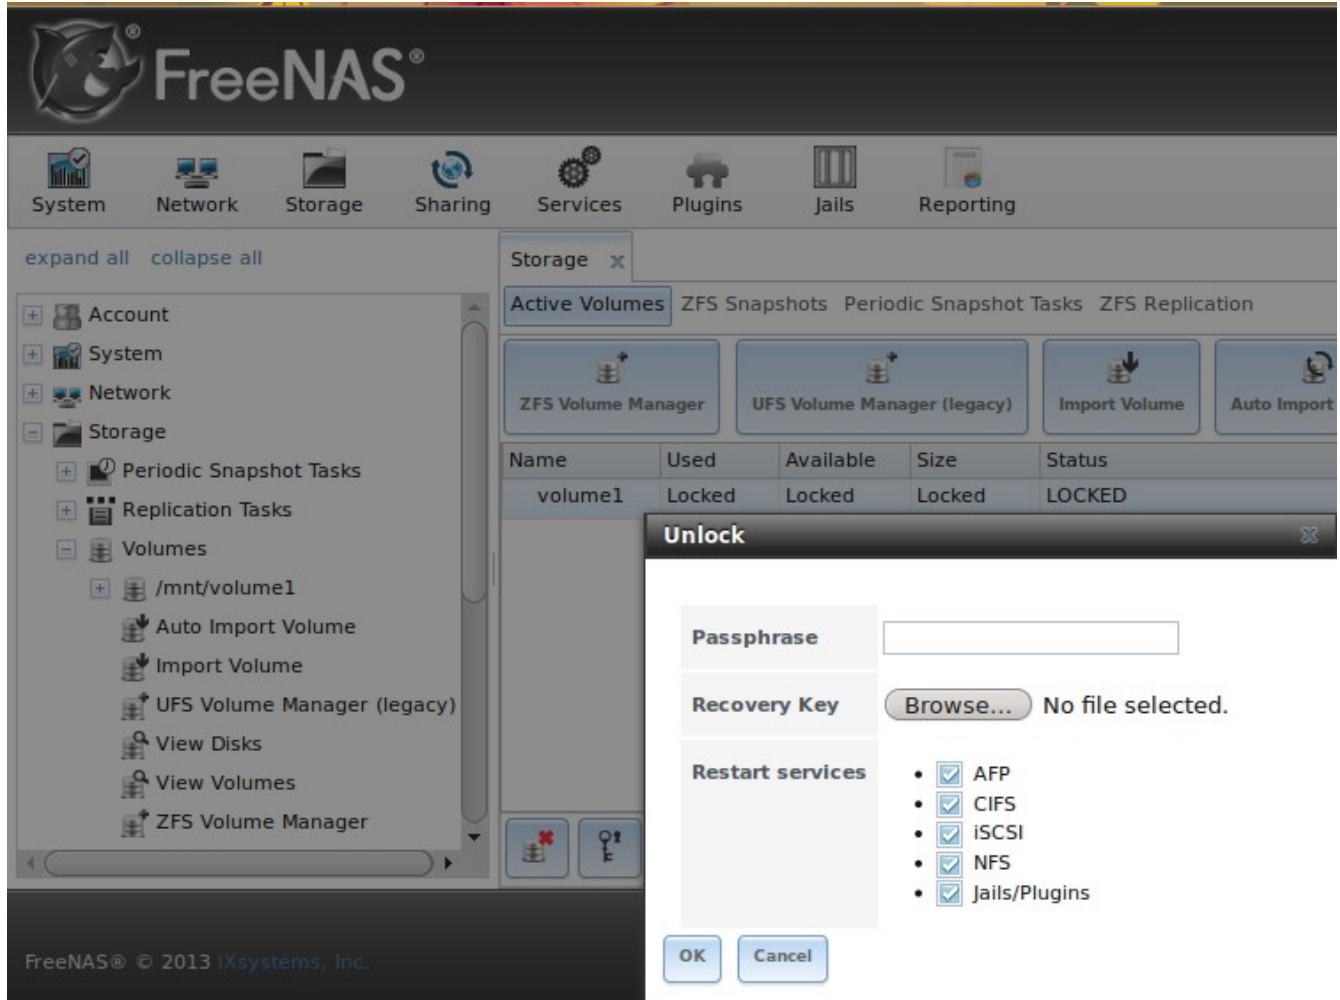 FreeNAS®
System Network Storage Sharing Services Plugins Jails Reporting
expand all collapse all
Account
System
Network
Storage
Periodic Snapshot Tasks
Replication Tasks
Volumes
/mnt/volume1
Auto Import Volume
Import Volume
UFS Volume Manager (legacy)
View Disks
View Volumes
ZFS Volume Manager
Storage x
Active Volumes ZFS Snapshots Periodic Snapshot Tasks ZFS Replication
ZFS Volume Manager UFS Volume Manager (legacy) Import Volume Auto Import
Name Used Available Size Status
volume1 Locked Locked Locked LOCKED
Unlock
Passphrase
Recovery Key Browse... No file selected.
Restart services
• AFP
• CIFS
• iSCSI
• NFS
• Jails/Plugins
OK Cancel
FreeNAS® © 2013 iXsystems, Inc.